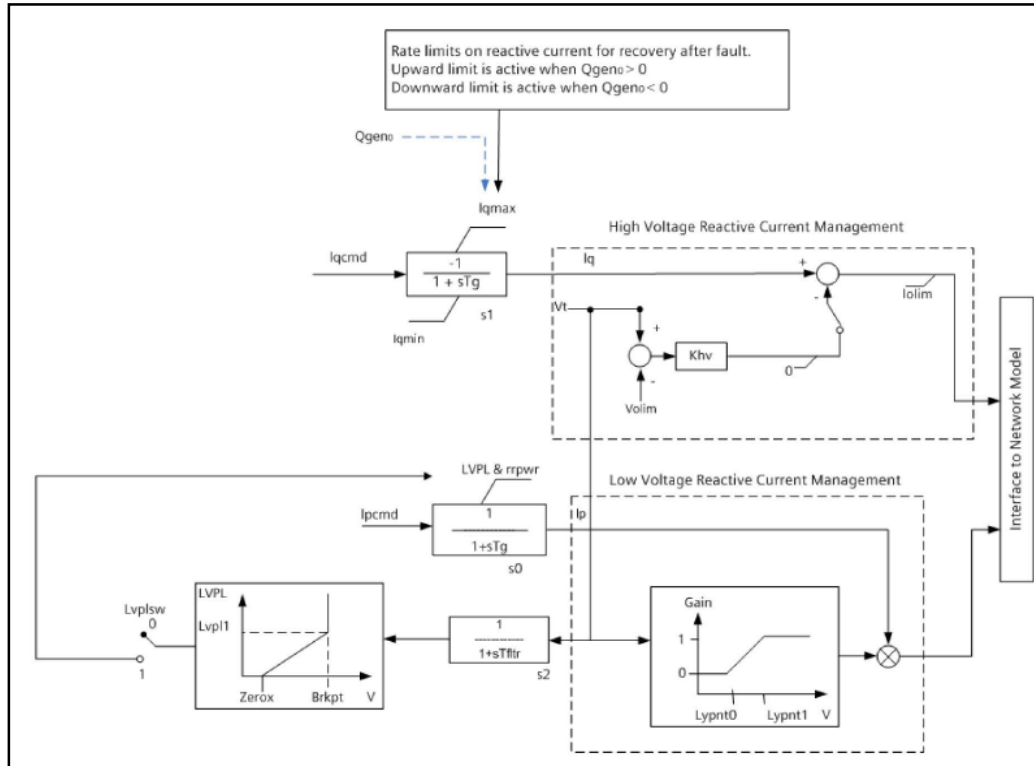 Rate limits on reactive current for recovery after fault.
Upward limit is active when Qgen₀ > 0
Downward limit is active when Qgen₀ < 0
Qgen₀
Iqmax
High Voltage Reactive Current Management
Iqcmd
-1
1 + sTg
s1
Iqmin
Iq
+
-
Iolim
Vt
+
-
Khv
0
Volim
Interface to Network Model
LVPL & rrpwr
Low Voltage Reactive Current Management
Ipcmd
1
1+sTg
s0
Ip
Lvplsw
0
1
LVPL
Lvpl1
Zerox
Brkpt
V
1
1+sTfltr
s2
Gain
1
0
Lypnt0
Lypnt1
V